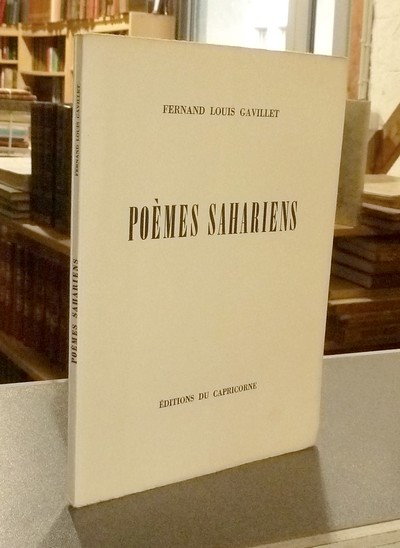 FERNAND LOUIS GAVILLET
POÈMES SAHARIENS
ÉDITIONS DU CAPRICORNE
FERNAND LOUIS GAVILLET
POÈMES SAHARIENS